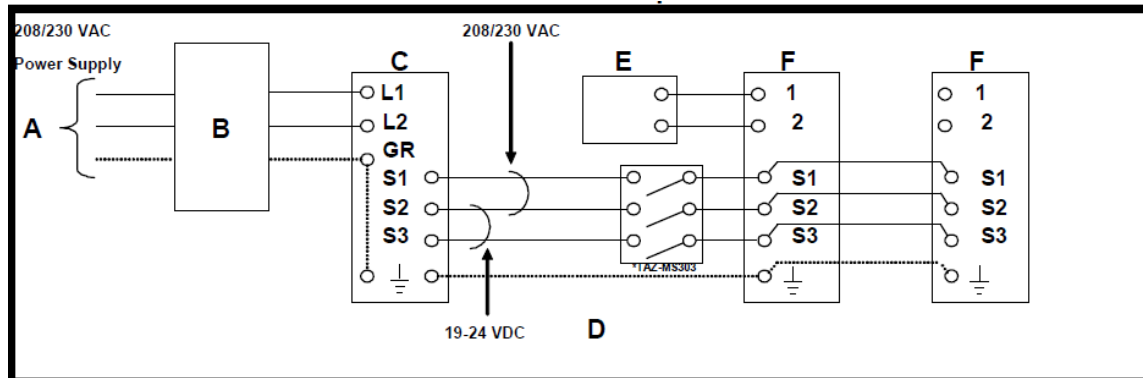 208/230 VAC
Power Supply
208/230 VAC
A
B
C
E
F
F
L1
L2
GR
S1
S2
S3
1
2
S1
S2
S3
1
2
S1
S2
S3
*TAZ-MS303
19-24 VDC
D